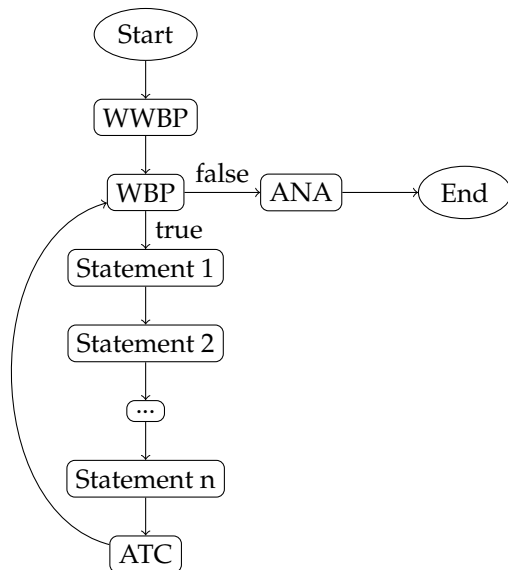 Start
WWBP
WBP
false
ANA
End
true
Statement 1
Statement 2
...
Statement n
ATC